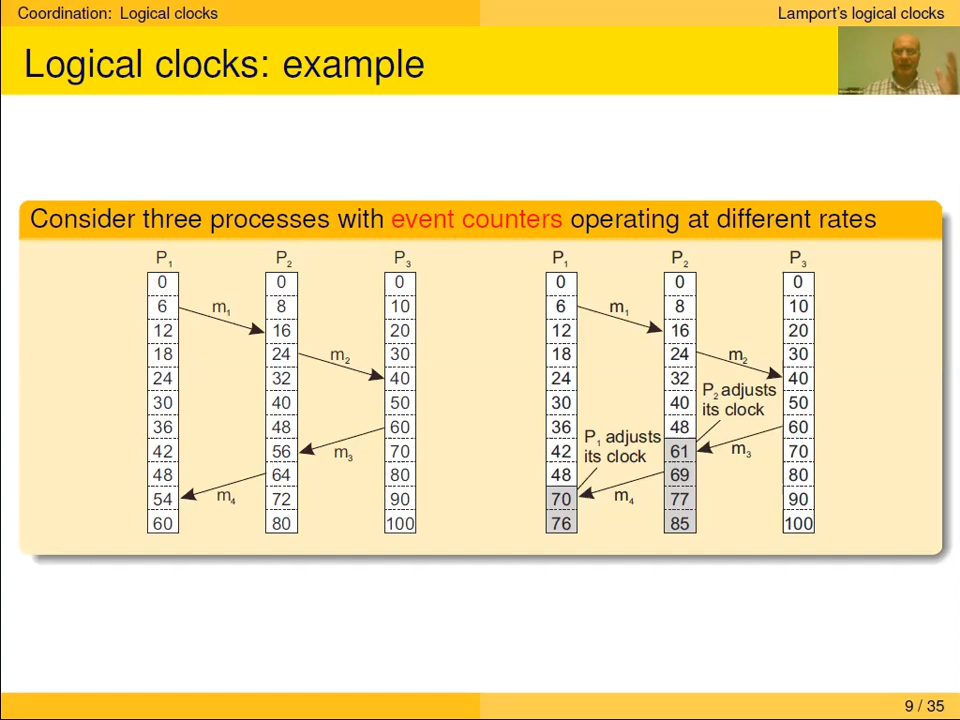 Coordination: Logical clocks
Lamport's logical clocks
Logical clocks: example
Consider three processes with event counters operating at different rates
P1 P2 P3 P1 P2 P3
0 0 0 0 0 0
6 m1 8 10 6 m1 8 10
12 16 20 12 16 20
18 24 m2 30 18 24 m2 30
24 32 40 24 32 40
30 40 50 30 40 P2 adjusts 50
its clock
36 48 60 36 48 60
42 56 m3 70 42 P1 adjusts 61 m3 70
its clock
48 64 80 48 69 80
54 m4 72 90 70 m4 77 90
60 80 100 76 85 100
9 / 35